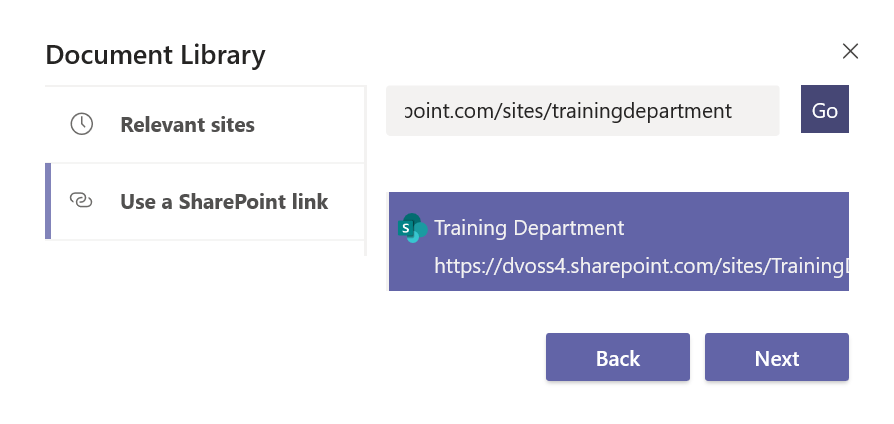 Document Library
Relevant sites
Use a SharePoint link
point.com/sites/trainingdepartment
Go
S
Training Department
https://dvoss4.sharepoint.com/sites/Training
Back
Next